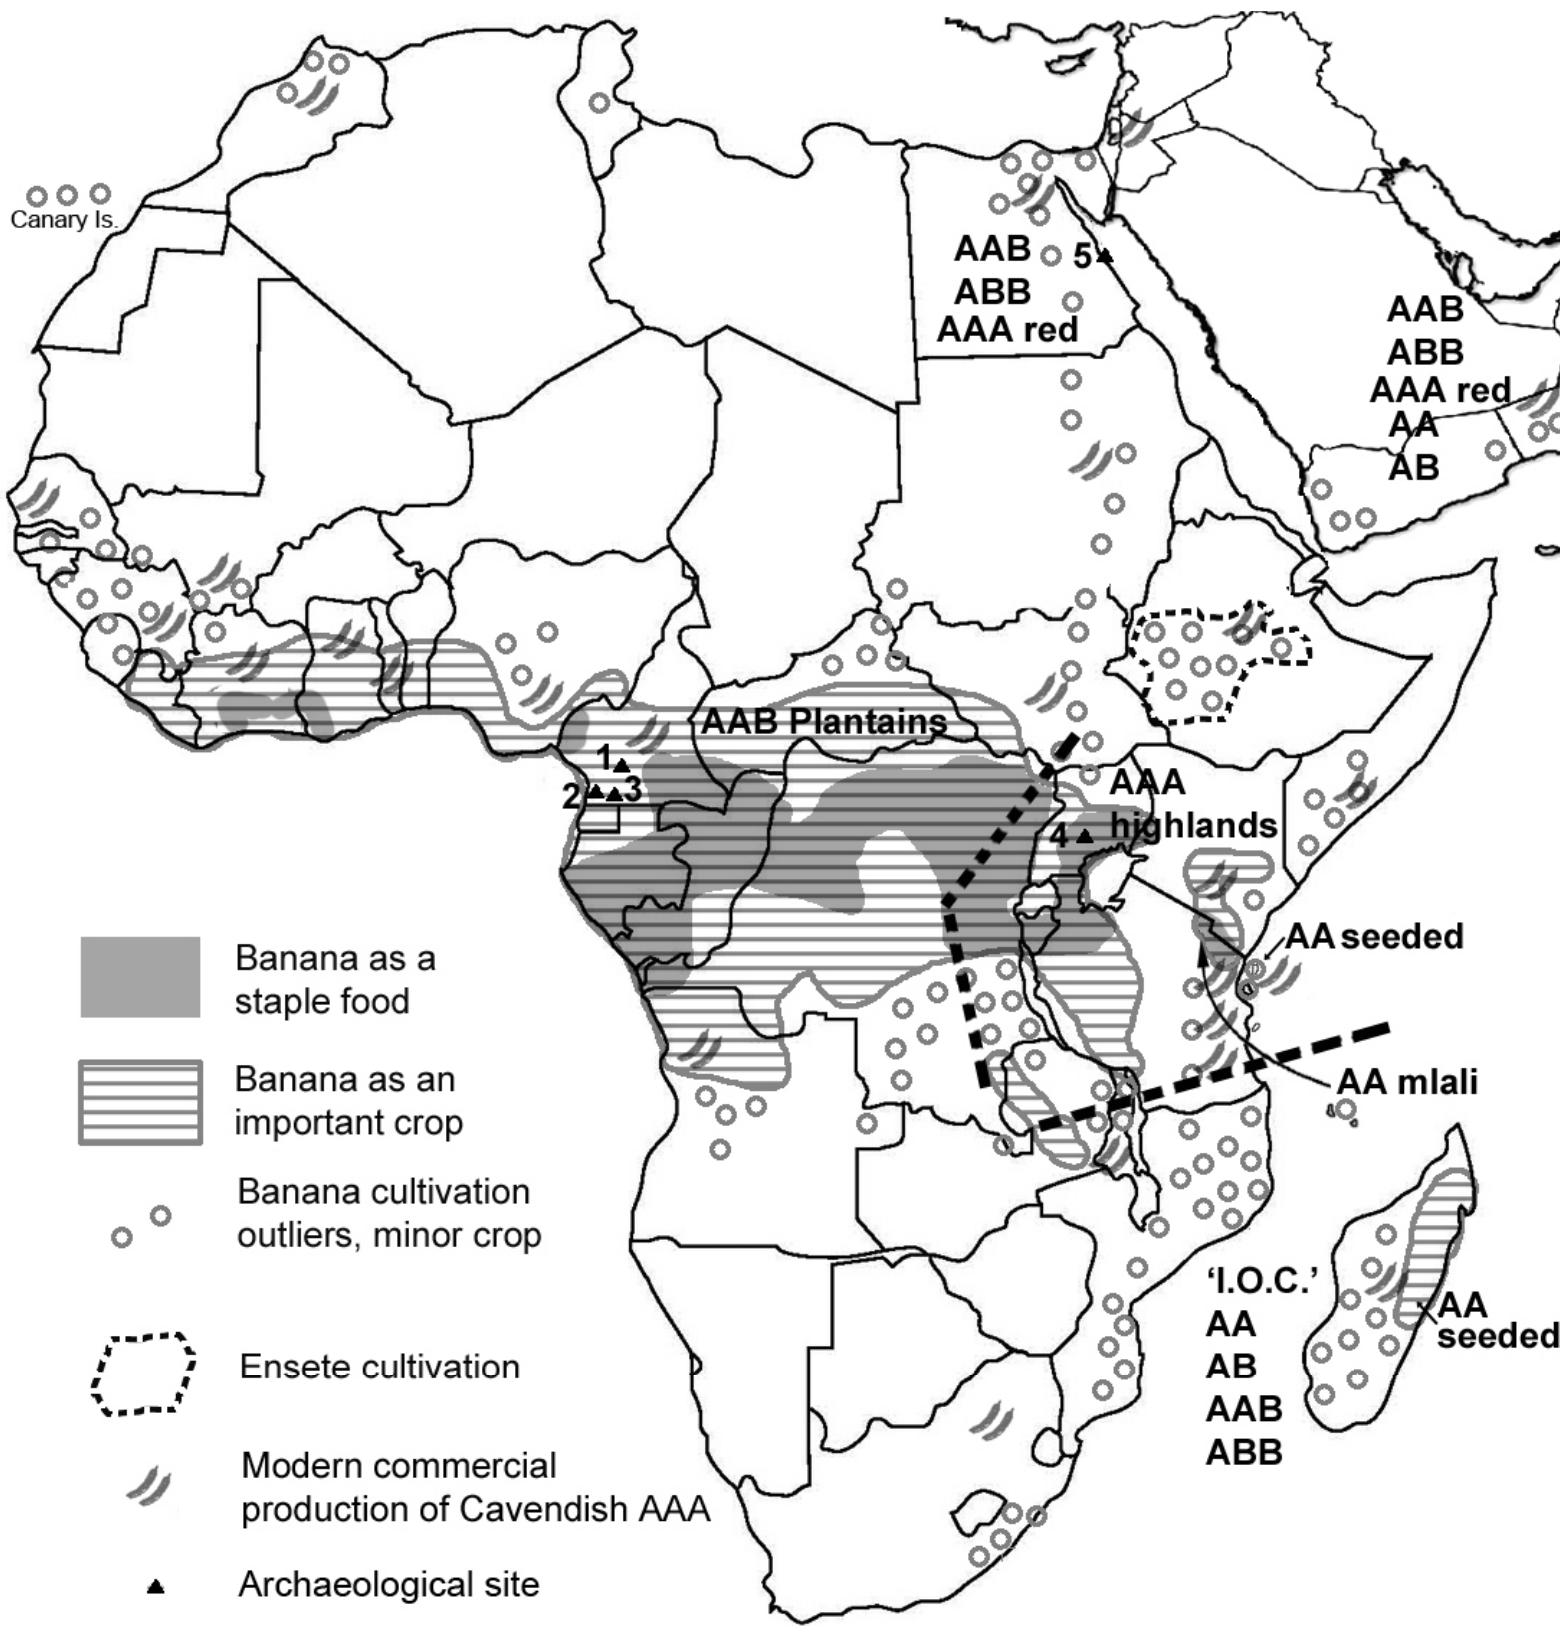 Canary Is.
AAB
ABB
AAA red
5
AAB
ABB
AAA red
AA
AB
AAB Plantains
1
2
3
AAA
highlands
4
AA seeded
AA mlali
'I.O.C.'
AA
AB
AAB
ABB
AA
seeded
Banana as a
staple food
Banana as an
important crop
Banana cultivation
outliers, minor crop
Ensete cultivation
Modern commercial
production of Cavendish AAA
Archaeological site